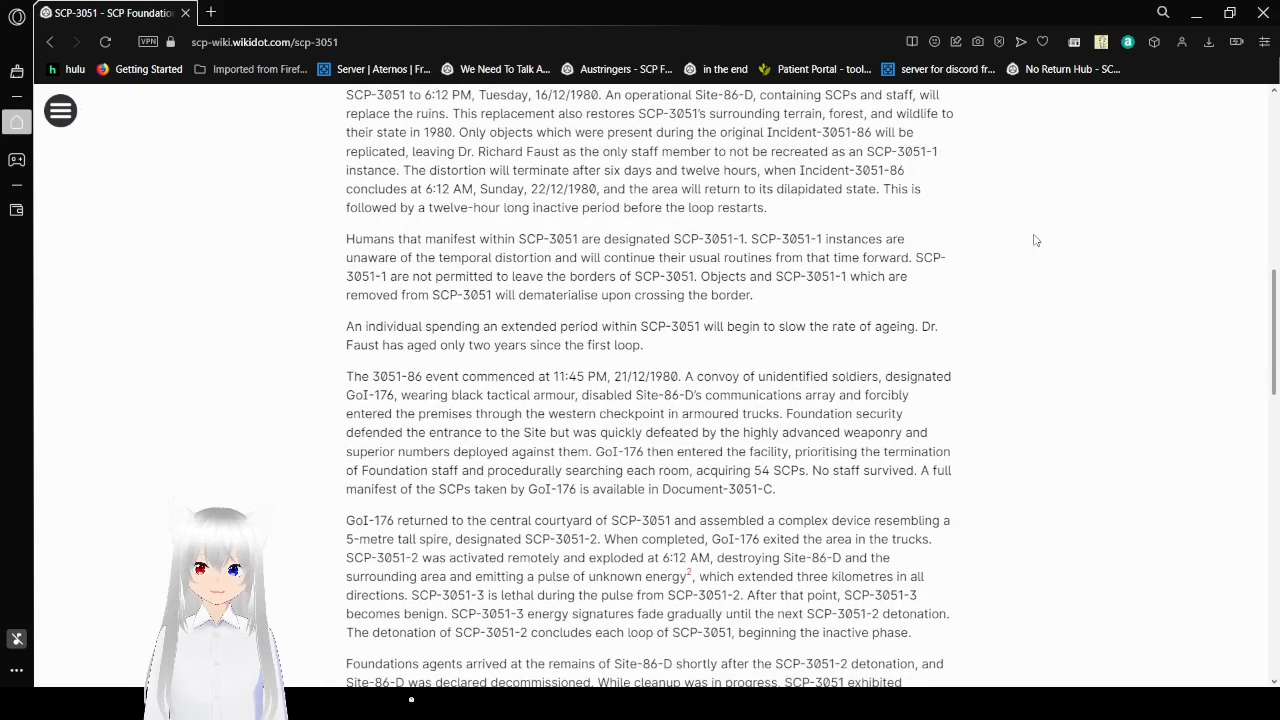 SCP-3051 - SCP Foundatio
scp-wiki.wikidot.com/scp-3051
VPN
hulu
Getting Started
Imported from Firef...
Server | Aternos | Fr...
We Need To Talk A...
Austringers - SCP F...
in the end
Patient Portal - tool...
server for discord fr...
No Return Hub - SC...
SCP-3051 to 6:12 PM, Tuesday, 16/12/1980. An operational Site-86-D, containing SCPs and staff, will
replace the ruins. This replacement also restores SCP-3051's surrounding terrain, forest, and wildlife to
their state in 1980. Only objects which were present during the original Incident-3051-86 will be
replicated, leaving Dr. Richard Faust as the only staff member to not be recreated as an SCP-3051-1
instance. The distortion will terminate after six days and twelve hours, when Incident-3051-86
concludes at 6:12 AM, Sunday, 22/12/1980, and the area will return to its dilapidated state. This is
followed by a twelve-hour long inactive period before the loop restarts.
Humans that manifest within SCP-3051 are designated SCP-3051-1. SCP-3051-1 instances are
unaware of the temporal distortion and will continue their usual routines from that time forward. SCP-
3051-1 are not permitted to leave the borders of SCP-3051. Objects and SCP-3051-1 which are
removed from SCP-3051 will dematerialise upon crossing the border.
An individual spending an extended period within SCP-3051 will begin to slow the rate of ageing. Dr.
Faust has aged only two years since the first loop.
The 3051-86 event commenced at 11:45 PM, 21/12/1980. A convoy of unidentified soldiers, designated
GoI-176, wearing black tactical armour, disabled Site-86-D's communications array and forcibly
entered the premises through the western checkpoint in armoured trucks. Foundation security
defended the entrance to the Site but was quickly defeated by the highly advanced weaponry and
superior numbers deployed against them. GoI-176 then entered the facility, prioritising the termination
of Foundation staff and procedurally searching each room, acquiring 54 SCPs. No staff survived. A full
manifest of the SCPs taken by GoI-176 is available in Document-3051-C.
GoI-176 returned to the central courtyard of SCP-3051 and assembled a complex device resembling a
5-metre tall spire, designated SCP-3051-2. When completed, GoI-176 exited the area in the trucks.
SCP-3051-2 was activated remotely and exploded at 6:12 AM, destroying Site-86-D and the
surrounding area and emitting a pulse of unknown energy2, which extended three kilometres in all
directions. SCP-3051-3 is lethal during the pulse from SCP-3051-2. After that point, SCP-3051-3
becomes benign. SCP-3051-3 energy signatures fade gradually until the next SCP-3051-2 detonation.
The detonation of SCP-3051-2 concludes each loop of SCP-3051, beginning the inactive phase.
Foundations agents arrived at the remains of Site-86-D shortly after the SCP-3051-2 detonation, and
Site-86-D was declared decommissioned. While cleanup was in progress, SCP-3051 exhibited